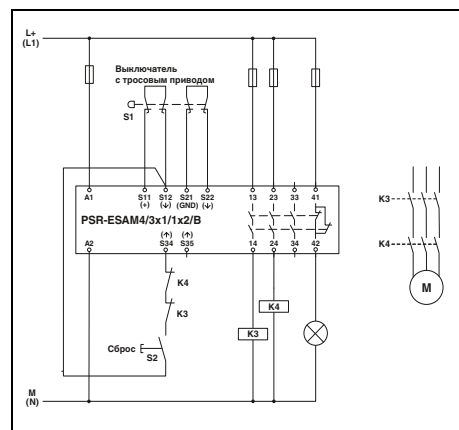 L+
(L1)
Выключатель
с тросовым приводом
S1
A1 S11 S12 S21 S22 13 23 33 41
(+) (↓) (GND) (↓)
PSR-ESAM4/3x1/1x2/B
(↑) (↑)
A2 S34 S35 14 24 34 42
K3
K4
M
K4
K3
K4
K3
Сброс
S2
M
(N)